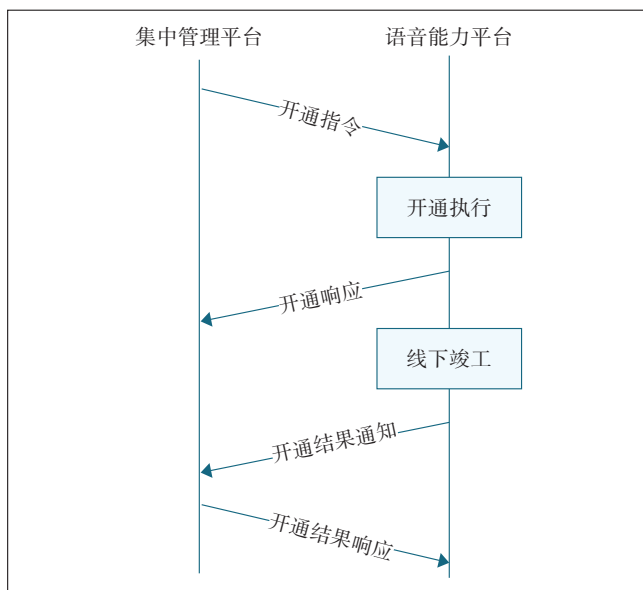 集中管理平台
语音能力平台
开通指令
开通执行
开通响应
线下竣工
开通结果通知
开通结果响应